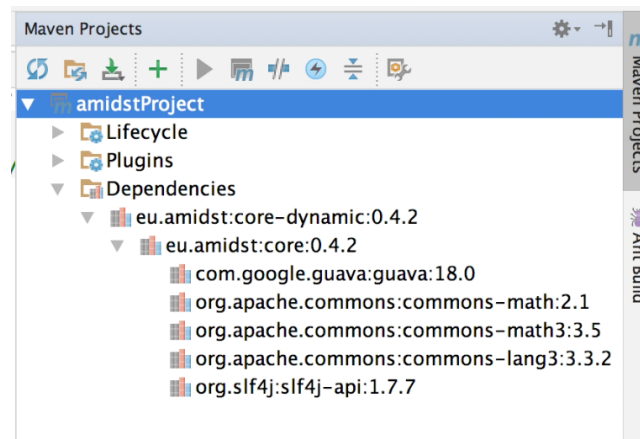 Maven Projects
amidstProject
Lifecycle
Plugins
Dependencies
eu.amidst:core-dynamic:0.4.2
eu.amidst:core:0.4.2
com.google.guava:guava:18.0
org.apache.commons:commons-math:2.1
org.apache.commons:commons-math3:3.5
org.apache.commons:commons-lang3:3.3.2
org.slf4j:slf4j-api:1.7.7
m
Maven Projects
Ant Build